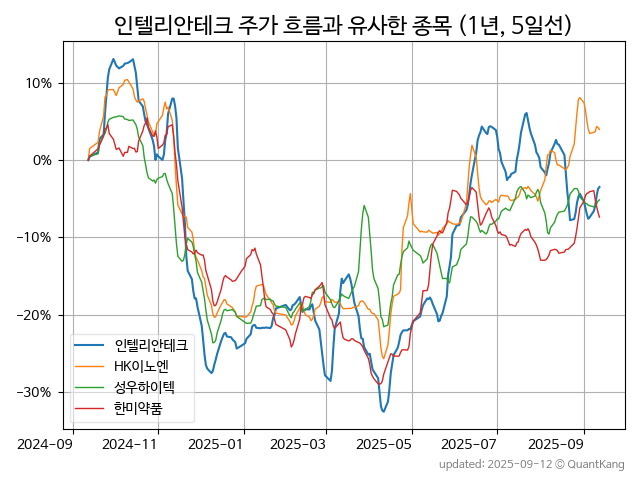 인텔리안테크 주가 흐름과 유사한 종목 (1년, 5일선)
10%
0%
−10%
−20%
−30%
인텔리안테크
HK이노엔
성우하이텍
한미약품
2024-09 2024-11 2025-01 2025-03 2025-05 2025-07 2025-09
updated: 2025-09-12 © QuantKang